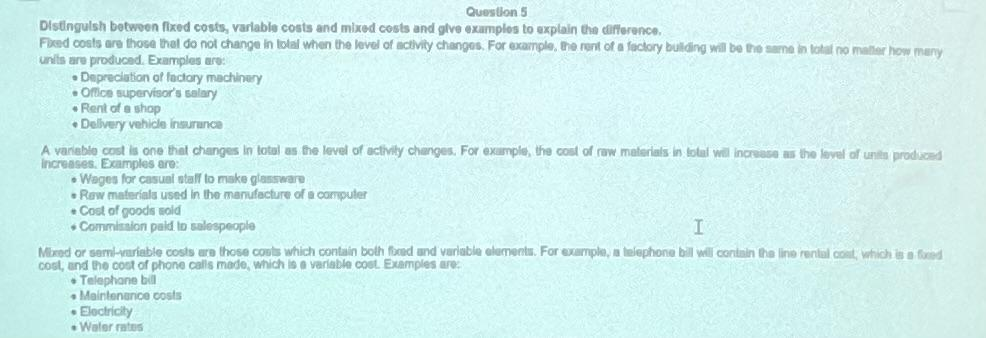 Question 5
Distinguish between fixed costs, variable costs and mixed costs and give examples to explain the difference.
Fixed costs are those that do not change in total when the level of activity changes. For example, the rent of a factory building will be the same in total no matter how many
units are produced. Examples are:
• Depreciation of factory machinery
• Office supervisor's salary
• Rent of a shop
• Delivery vehicle insurance
A variable cost is one that changes in total as the level of activity changes. For example, the cost of raw materials in total will increase as the level of units produced
increases. Examples are:
• Wages for casual staff to make glassware
• Raw materials used in the manufacture of a computer
• Cost of goods sold
• Commission paid to salespeople
Mixed or semi-variable costs are those costs which contain both fixed and variable elements. For example, a telephone bill will contain the line rental cost, which is a fixed
cost, and the cost of phone calls made, which is a variable cost. Examples are:
• Telephone bill
• Maintenance costs
• Electricity
• Water rates